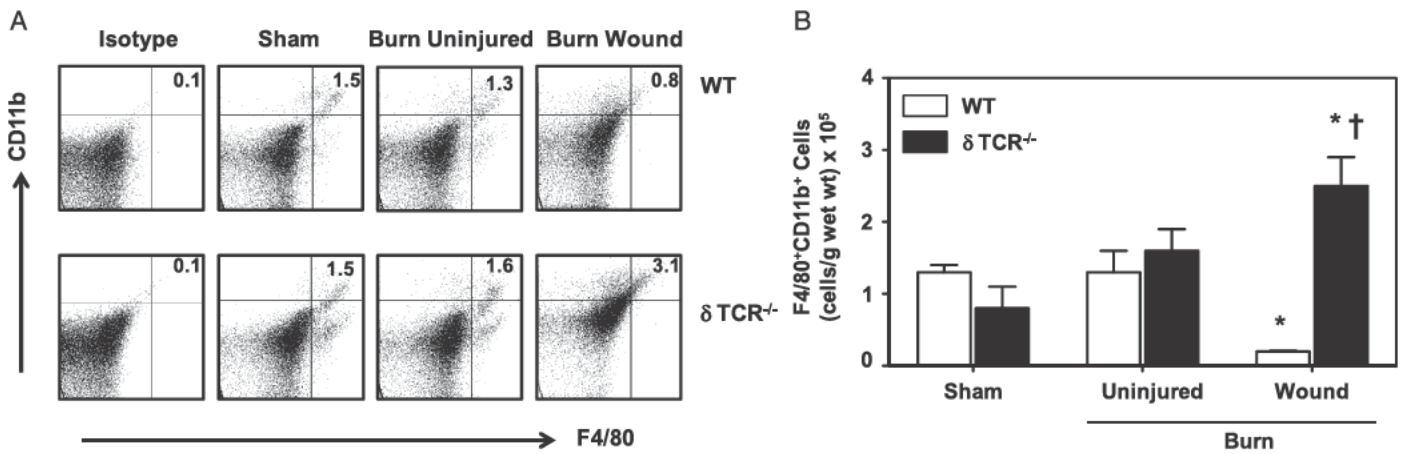 A
Isotype Sham Burn Uninjured Burn Wound
CD11b
0.1 1.5 1.3 0.8 WT
0.1 1.5 1.6 3.1 δ TCR-/-
F4/80
B
F4/80⁺CD11b⁺ Cells
(cells/g wet wt) x 10⁵
4
3
2
1
0
WT
δ TCR-/-
*
* †
Sham Uninjured Wound
Burn